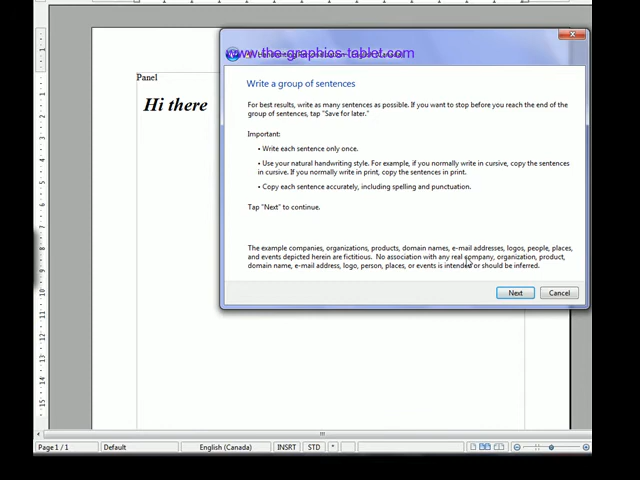 www.the-graphics-tablet.com
Write a group of sentences
For best results, write as many sentences as possible. If you want to stop before you reach the end of the
group of sentences, tap "Save for later."
Important:
• Write each sentence only once.
• Use your natural handwriting style. For example, if you normally write in cursive, copy the sentences
in cursive. If you normally write in print, copy the sentences in print.
• Copy each sentence accurately, including spelling and punctuation.
Tap "Next" to continue.
The example companies, organizations, products, domain names, e-mail addresses, logos, people, places,
and events depicted herein are fictitious. No association with any real company, organization, product,
domain name, e-mail address, logo, person, places, or events is intended or should be inferred.
Next Cancel
Panel
Hi there
Page 1 / 1 Default English (Canada) INSRT STD *